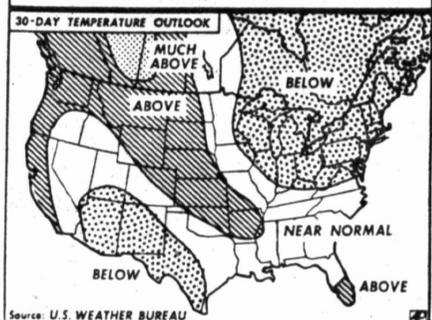 30-DAY TEMPERATURE OUTLOOK
MUCH
ABOVE
BELOW
ABOVE
NEAR NORMAL
BELOW
ABOVE
Source: U.S. WEATHER BUREAU